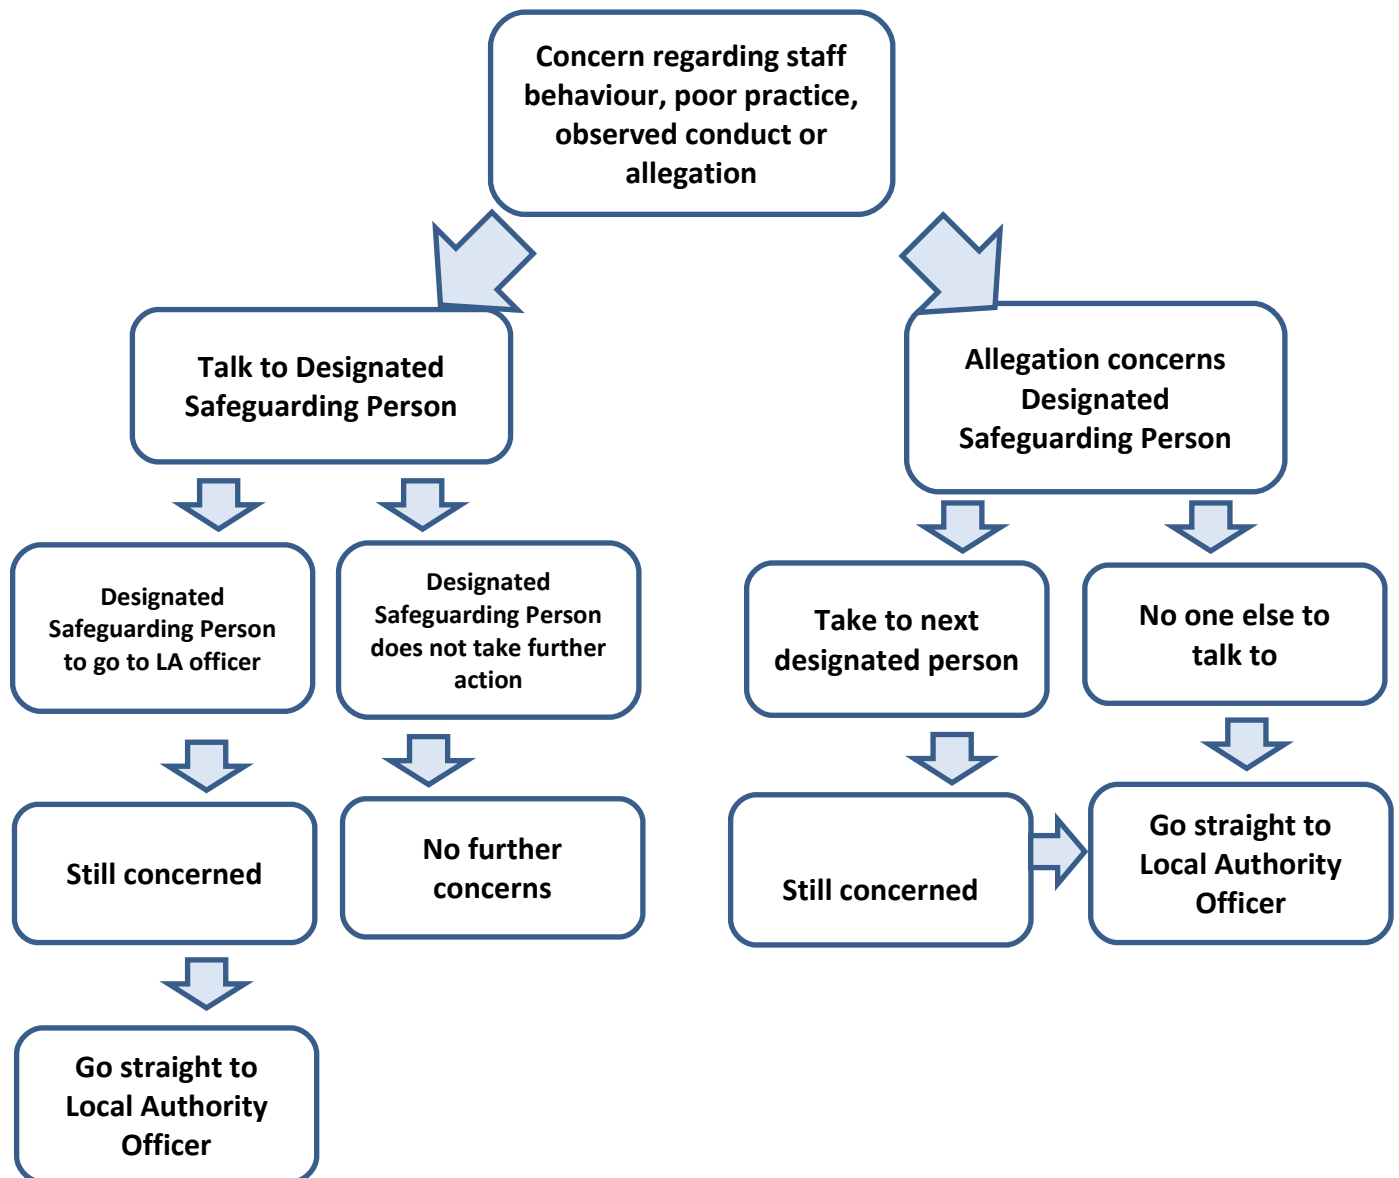 Concern regarding staff
behaviour, poor practice,
observed conduct or
allegation
Talk to Designated
Safeguarding Person
Allegation concerns
Designated
Safeguarding Person
Designated
Safeguarding Person
to go to LA officer
Designated
Safeguarding Person
does not take further
action
Take to next
designated person
No one else to
talk to
Still concerned
No further
concerns
Still concerned
Go straight to
Local Authority
Officer
Go straight to
Local Authority
Officer